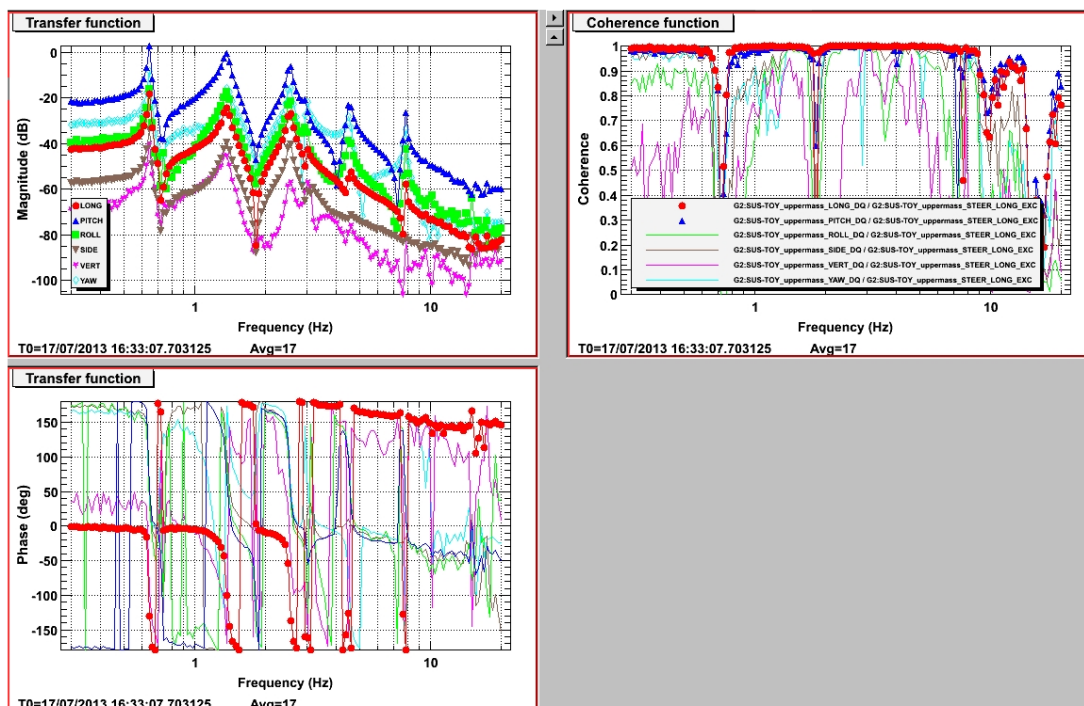 Transfer function
Magnitude (dB)
0
-20
-40
-60
-80
-100
LONG
PITCH
ROLL
SIDE
VERT
YAW
1
10
Frequency (Hz)
T0=17/07/2013 16:33:07.703125 Avg=17
Coherence function
Coherence
1
0.9
0.8
0.7
0.6
0.5
0.4
0.3
0.2
0.1
0
G2:SUS-TOY_uppermass_LONG_DQ / G2:SUS-TOY_uppermass_STEER_LONG_EXC
G2:SUS-TOY_uppermass_PITCH_DQ / G2:SUS-TOY_uppermass_STEER_LONG_EXC
G2:SUS-TOY_uppermass_ROLL_DQ / G2:SUS-TOY_uppermass_STEER_LONG_EXC
G2:SUS-TOY_uppermass_SIDE_DQ / G2:SUS-TOY_uppermass_STEER_LONG_EXC
G2:SUS-TOY_uppermass_VERT_DQ / G2:SUS-TOY_uppermass_STEER_LONG_EXC
G2:SUS-TOY_uppermass_YAW_DQ / G2:SUS-TOY_uppermass_STEER_LONG_EXC
1
10
Frequency (Hz)
T0=17/07/2013 16:33:07.703125 Avg=17
Transfer function
Phase (deg)
150
100
50
0
-50
-100
-150
1
10
Frequency (Hz)
T0=17/07/2013 16:33:07.703125 Avg=17